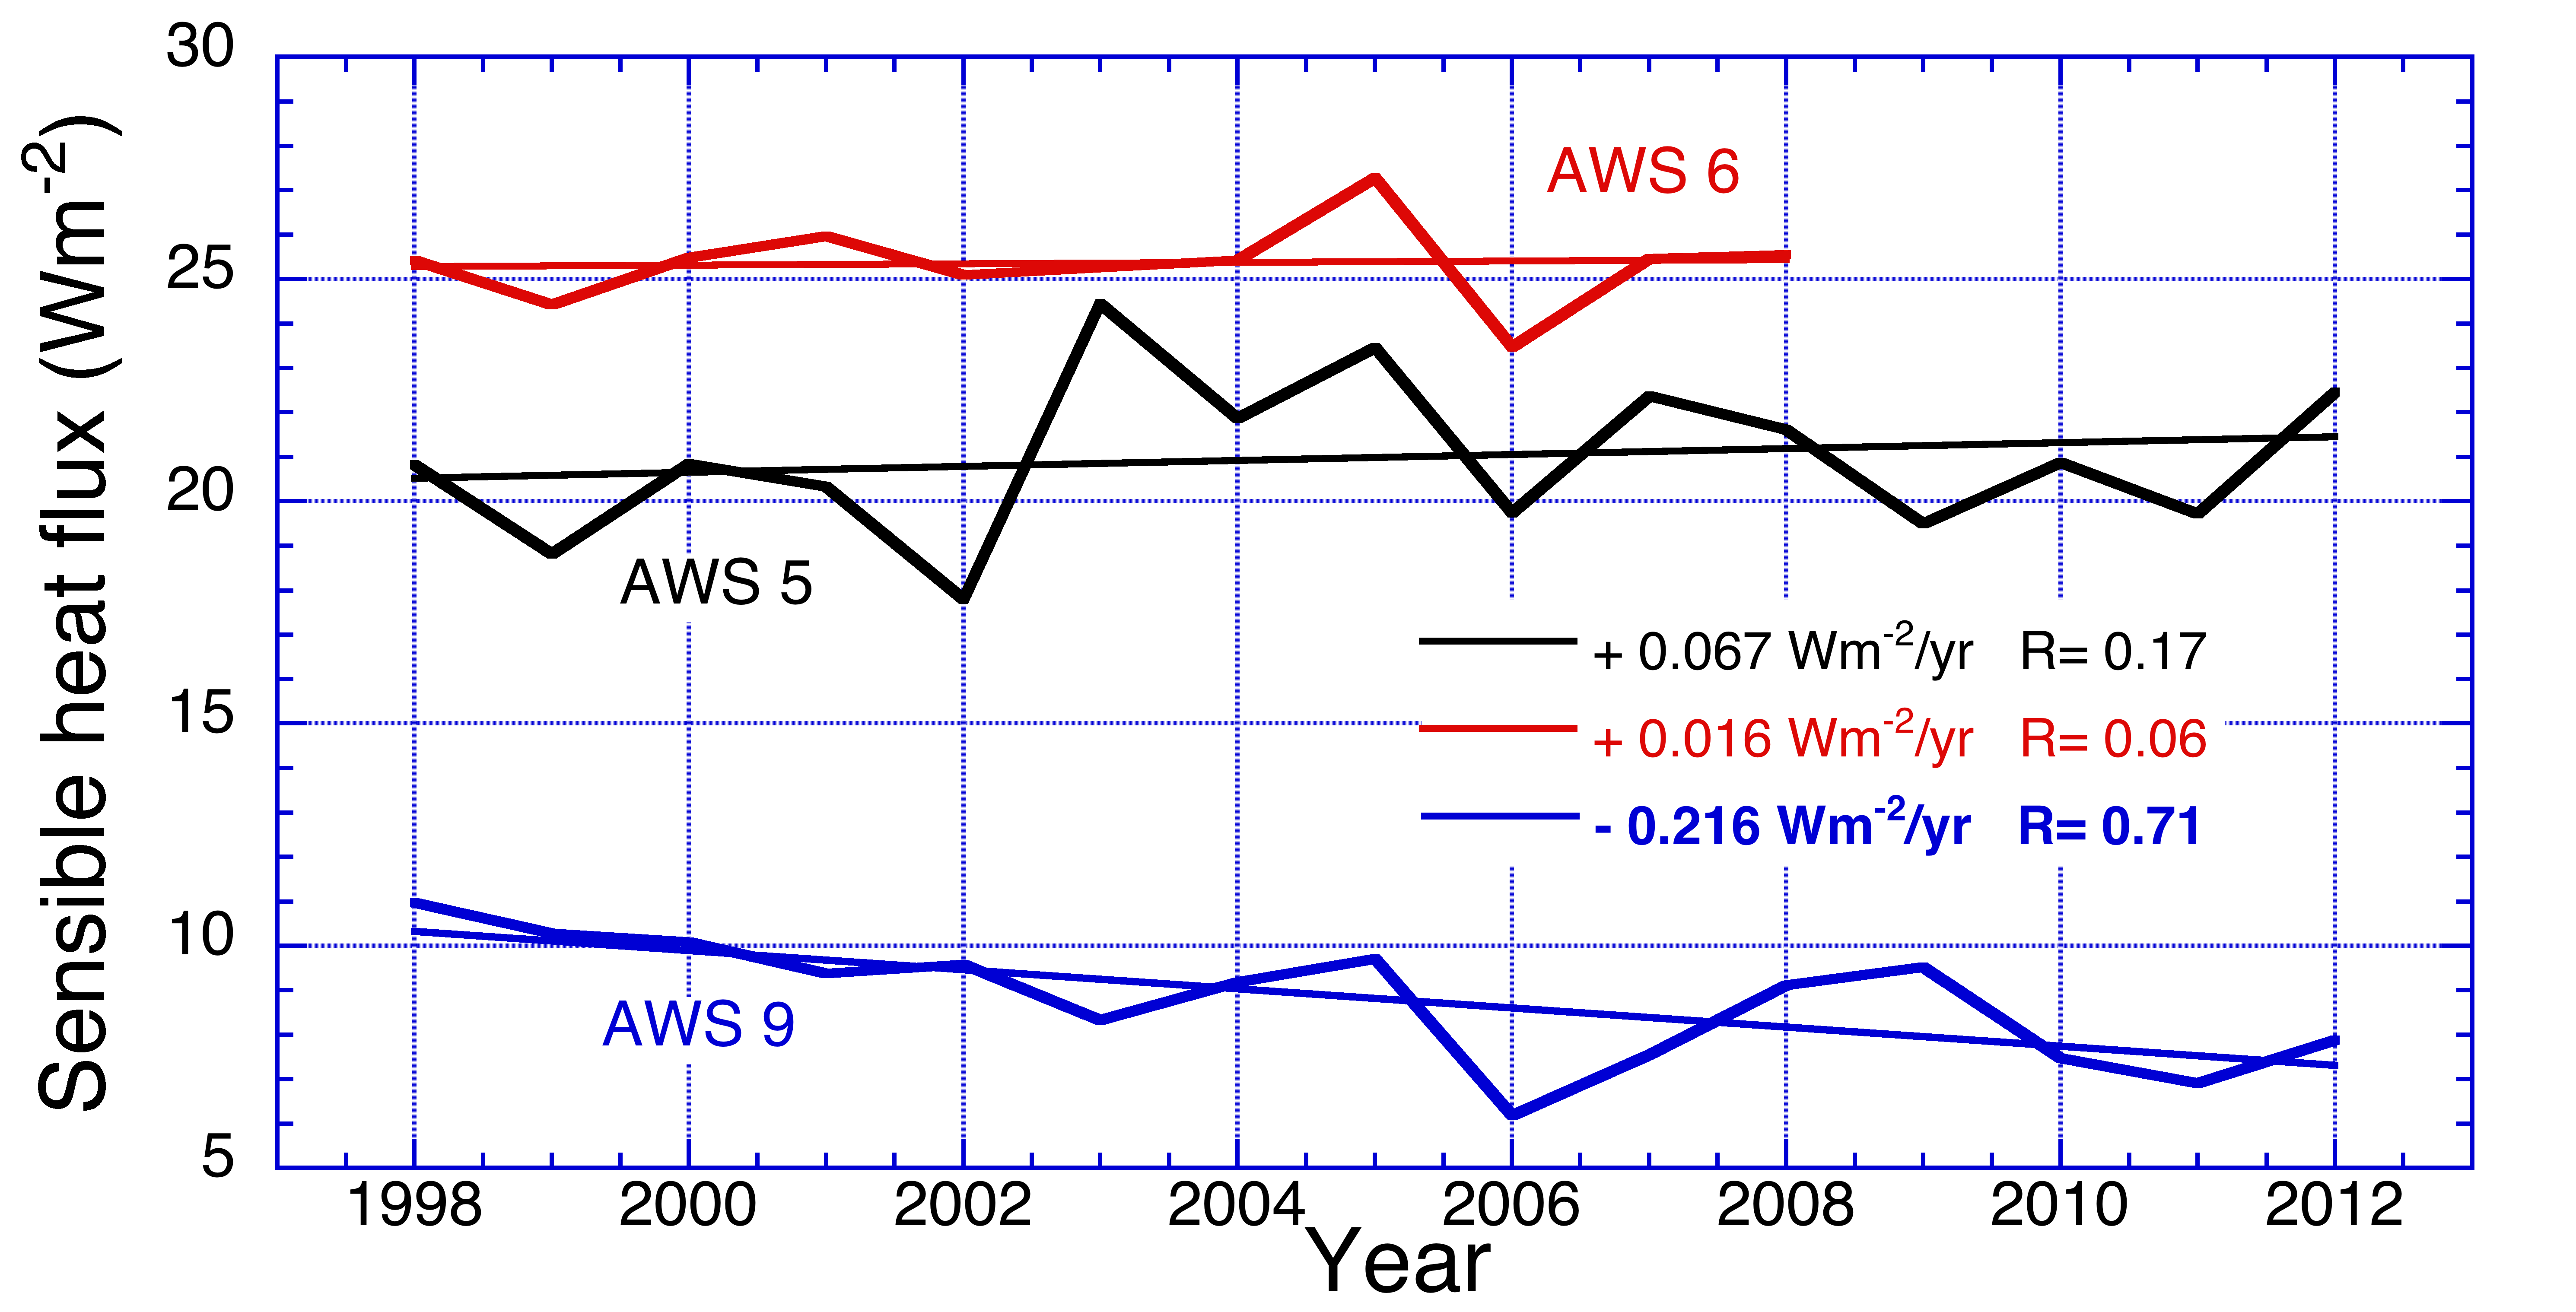 Sensible heat flux (Wm⁻²)
30
25
20
15
10
5
AWS 6
AWS 5
+ 0.067 Wm⁻²/yr R= 0.17
+ 0.016 Wm⁻²/yr R= 0.06
- 0.216 Wm⁻²/yr R= 0.71
AWS 9
1998 2000 2002 2004 2006 2008 2010 2012
Year